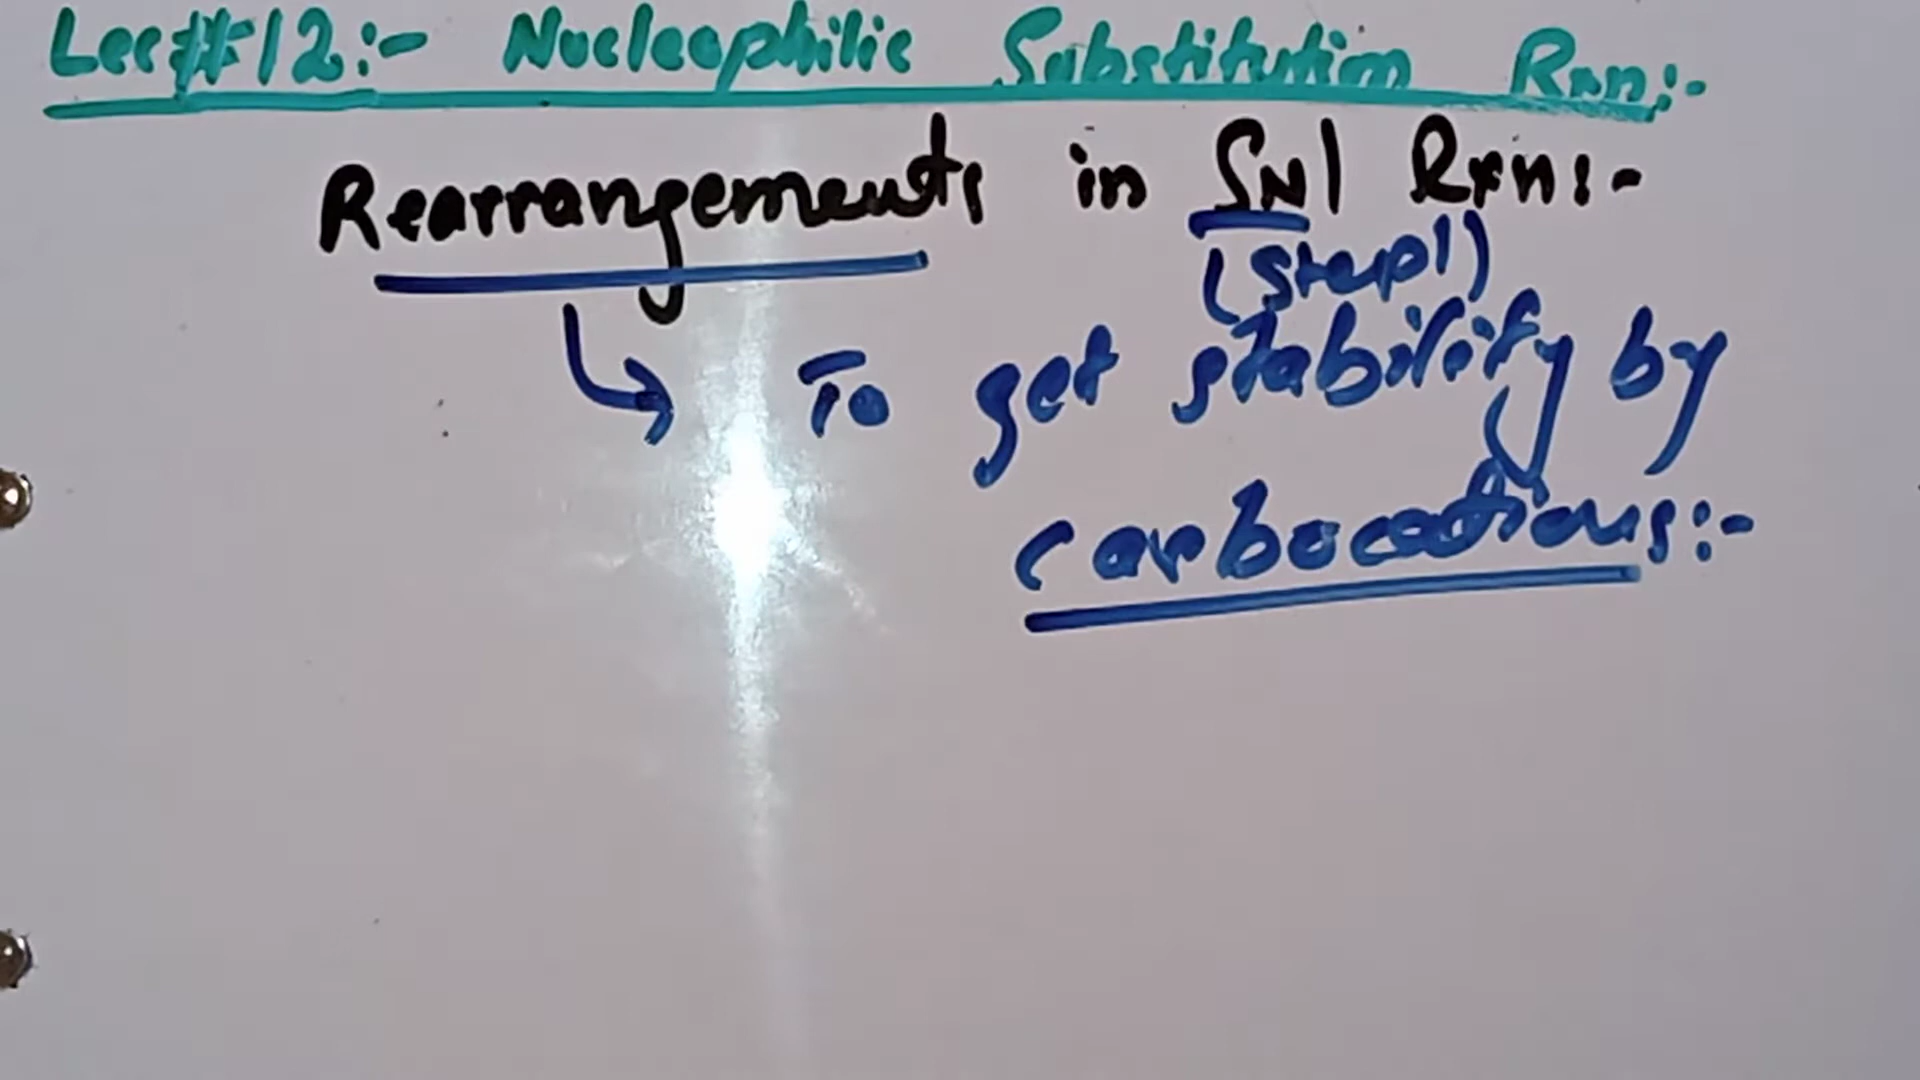 Lec#12:- Nucleophilic Substitution Rxn:-
Rearrangements in SN1 Rxn:-
(step1)
To get stability by
carbocations:-